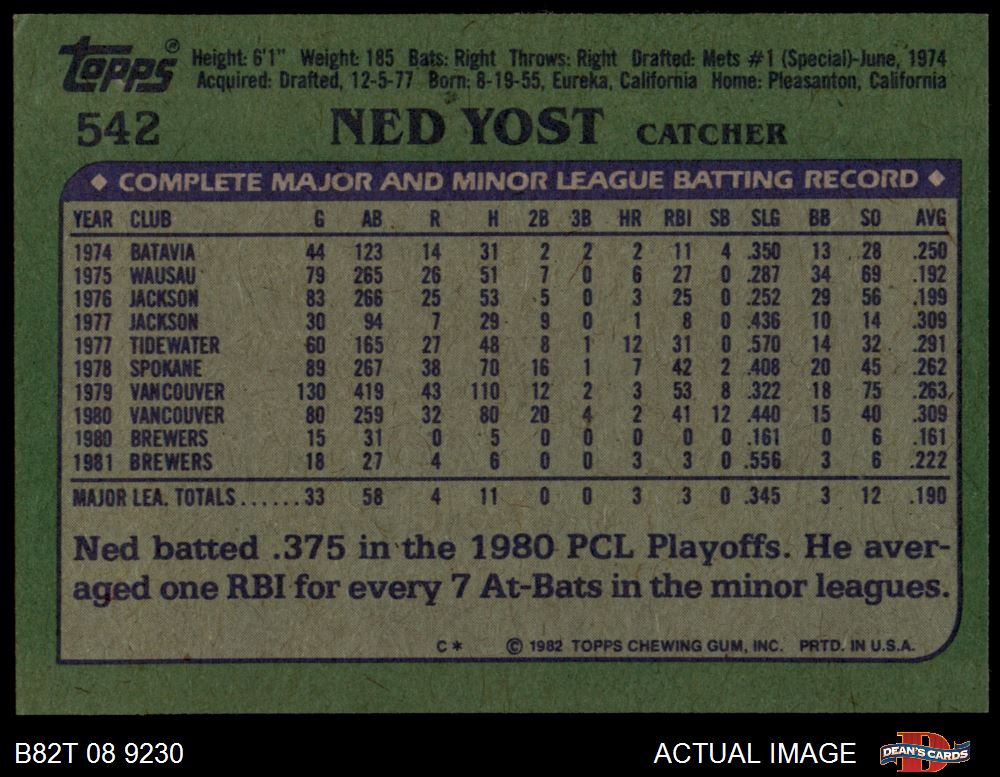 Topps® Height: 6'1" Weight: 185 Bats: Right Throws: Right Drafted: Mets #1 (Special)-June, 1974
Acquired: Drafted, 12-5-77 Born: 8-19-55, Eureka, California Home: Pleasanton, California
542 NED YOST CATCHER
◆ COMPLETE MAJOR AND MINOR LEAGUE BATTING RECORD ◆
YEAR CLUB G AB R H 2B 3B HR RBI SB SLG BB SO AVG
1974 BATAVIA 44 123 14 31 2 2 2 11 4 .350 13 28 .250
1975 WAUSAU 79 265 26 51 7 0 6 27 0 .287 34 69 .192
1976 JACKSON 83 266 25 53 5 0 3 25 0 .252 29 56 .199
1977 JACKSON 30 94 7 29 9 0 1 8 0 .436 10 14 .309
1977 TIDEWATER 60 165 27 48 8 1 12 31 0 .570 14 32 .291
1978 SPOKANE 89 267 38 70 16 1 7 42 2 .408 20 45 .262
1979 VANCOUVER 130 419 43 110 12 2 3 53 8 .322 18 75 .263
1980 VANCOUVER 80 259 32 80 20 4 2 41 12 .440 15 40 .309
1980 BREWERS 15 31 0 5 0 0 0 0 0 .161 0 6 .161
1981 BREWERS 18 27 4 6 0 0 3 3 0 .556 3 6 .222
MAJOR LEA. TOTALS......33 58 4 11 0 0 3 3 0 .345 3 12 .190
Ned batted .375 in the 1980 PCL Playoffs. He aver-
aged one RBI for every 7 At-Bats in the minor leagues.
C* © 1982 TOPPS CHEWING GUM, INC. PRTD. IN U.S.A.
B82T 08 9230 ACTUAL IMAGE D DEAN'S CARDS